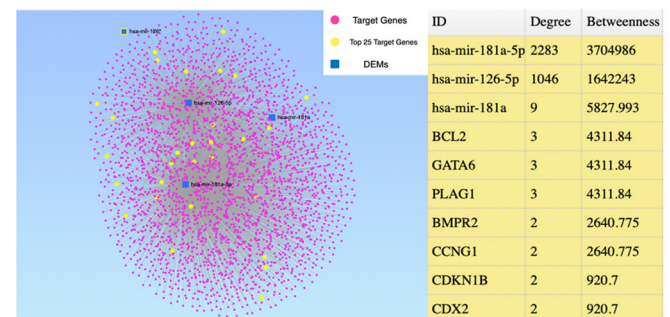 hsa-mir-126*
Target Genes
Top 25 Target Genes
DEMs
hsa-mir-126-5p
hsa-mir-181a
hsa-mir-181a-5p
ID Degree Betweenness
hsa-mir-181a-5p 2283 3704986
hsa-mir-126-5p 1046 1642243
hsa-mir-181a 9 5827.993
BCL2 3 4311.84
GATA6 3 4311.84
PLAG1 3 4311.84
BMPR2 2 2640.775
CCNG1 2 2640.775
CDKN1B 2 920.7
CDX2 2 920.7